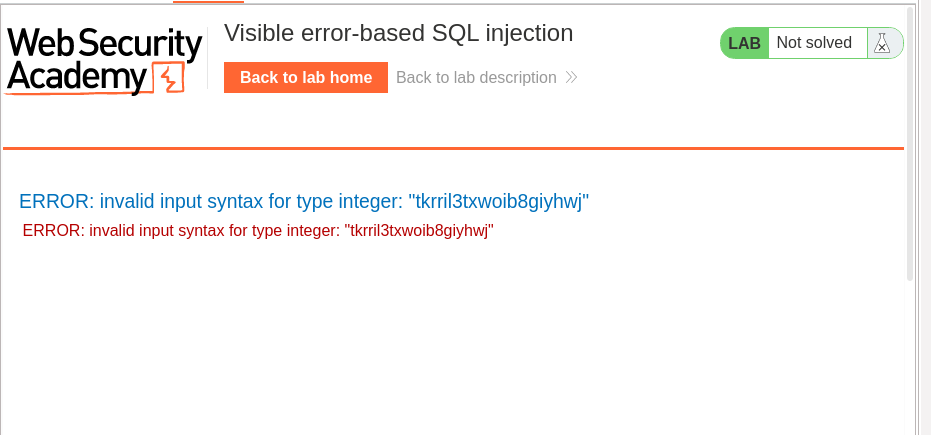 Web Security
Academy
Visible error-based SQL injection
Back to lab home
Back to lab description
LAB
Not solved
ERROR: invalid input syntax for type integer: "tkrril3txwoib8giyhwj"
ERROR: invalid input syntax for type integer: "tkrril3txwoib8giyhwj"